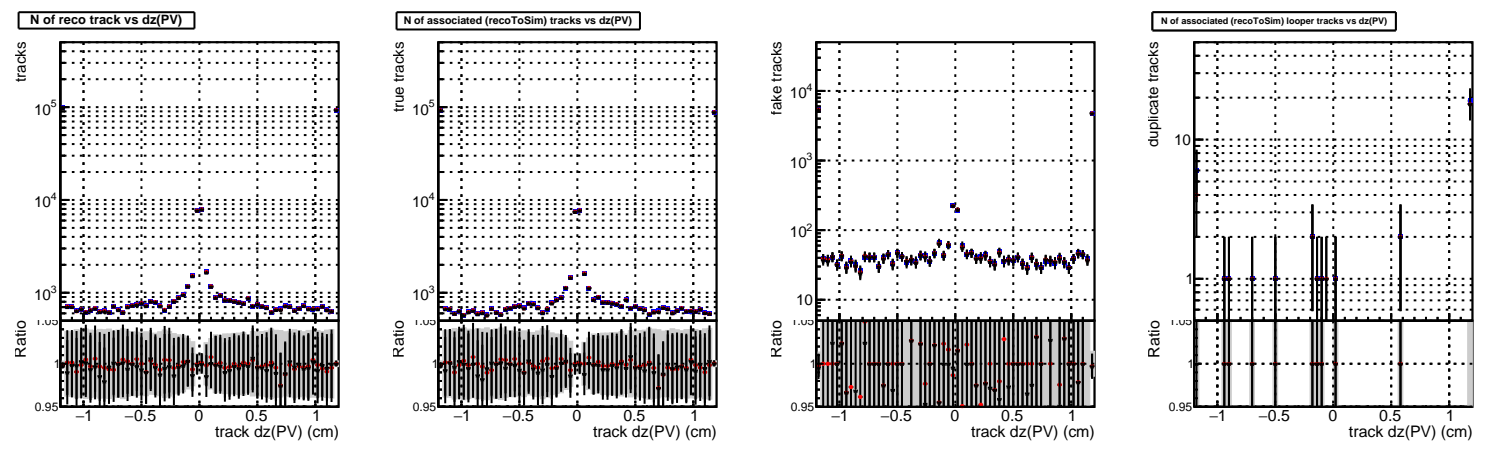 N of reco track vs dz(PV)
tracks
10^5
10^4
10^3
1.05
Ratio
1
0.95
−1 −0.5 0 0.5 1
track dz(PV) (cm)
N of associated (recoToSim) tracks vs dz(PV)
true tracks
10^5
10^4
10^3
1.05
Ratio
1
0.95
−1 −0.5 0 0.5 1
track dz(PV) (cm)
fake tracks
10^4
10^3
10^2
10
1.05
Ratio
1
0.95
−1 −0.5 0 0.5 1
track dz(PV) (cm)
N of associated (recoToSim) looper tracks vs dz(PV)
duplicate tracks
10
1
1.05
Ratio
1
0.95
−1 −0.5 0 0.5 1
track dz(PV) (cm)